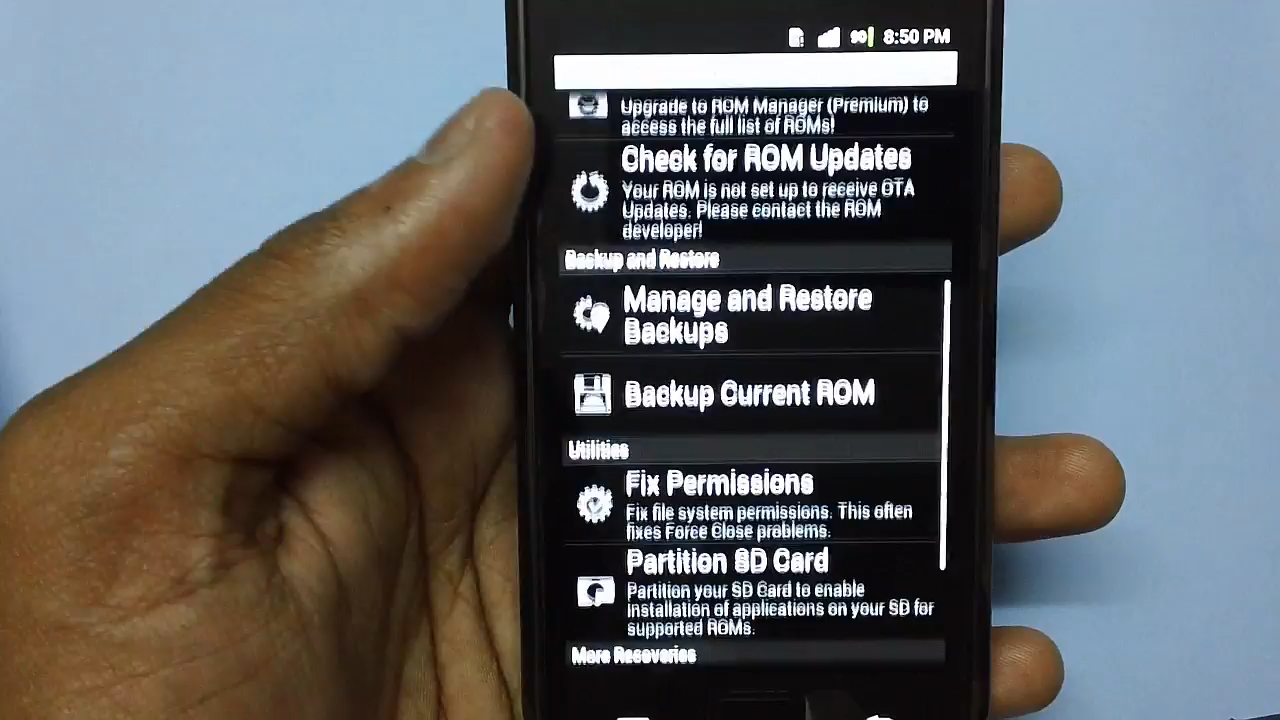 90 8:50 PM
Upgrade to ROM Manager (Premium) to
access the full list of ROMs!
Check for ROM Updates
Your ROM is not set up to receive OTA
Updates. Please contact the ROM
developer!
Backup and Restore
Manage and Restore
Backups
Backup Current ROM
Utilities
Fix Permissions
Fix file system permissions. This often
fixes Force Close problems.
Partition SD Card
Partition your SD Card to enable
installation of applications on your SD for
supported ROMs.
More Recoveries